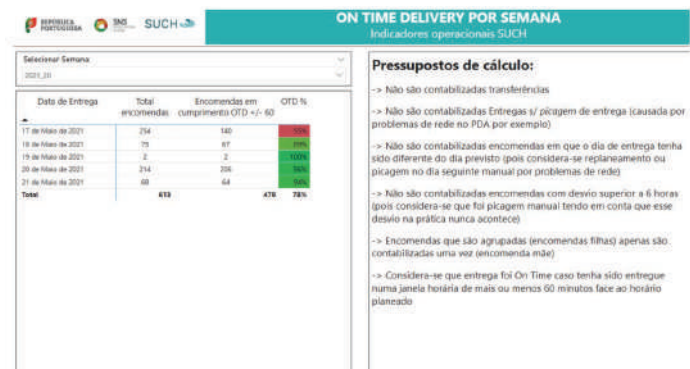 REPÚBLICA
PORTUGUESA
SNS
SUCH
ON TIME DELIVERY POR SEMANA
Indicadores operacionais SUCH
Selecionar Semana
2021_20
Data de Entrega Total encomendas Encomendas em cumprimento OTD +/- 60 OTD %
17 de Maio de 2021 254 140 55%
18 de Maio de 2021 75 67 89%
19 de Maio de 2021 2 2 100%
20 de Maio de 2021 214 206 96%
21 de Maio de 2021 68 64 94%
Total 613 479 78%
Pressupostos de cálculo:
-> Não são contabilizadas transferências
-> Não são contabilizadas Entregas s/ picagem de entrega (causada por
problemas de rede no PDA por exemplo)
-> Não são contabilizadas encomendas em que o dia de entrega tenha
sido diferente do dia previsto (pois considera-se replaneamento ou
picagem no dia seguinte manual por problemas de rede)
-> Não são contabilizadas encomendas com desvio superior a 6 horas
(pois considera-se que foi picagem manual tendo em conta que esse
desvio na prática nunca acontece)
-> Encomendas que são agrupadas (encomendas filhas) apenas são
contabilizadas uma vez (encomenda mãe)
-> Considera-se que entrega foi On Time caso tenha sido entregue
numa janela horária de mais ou menos 60 minutos face ao horário
planeado